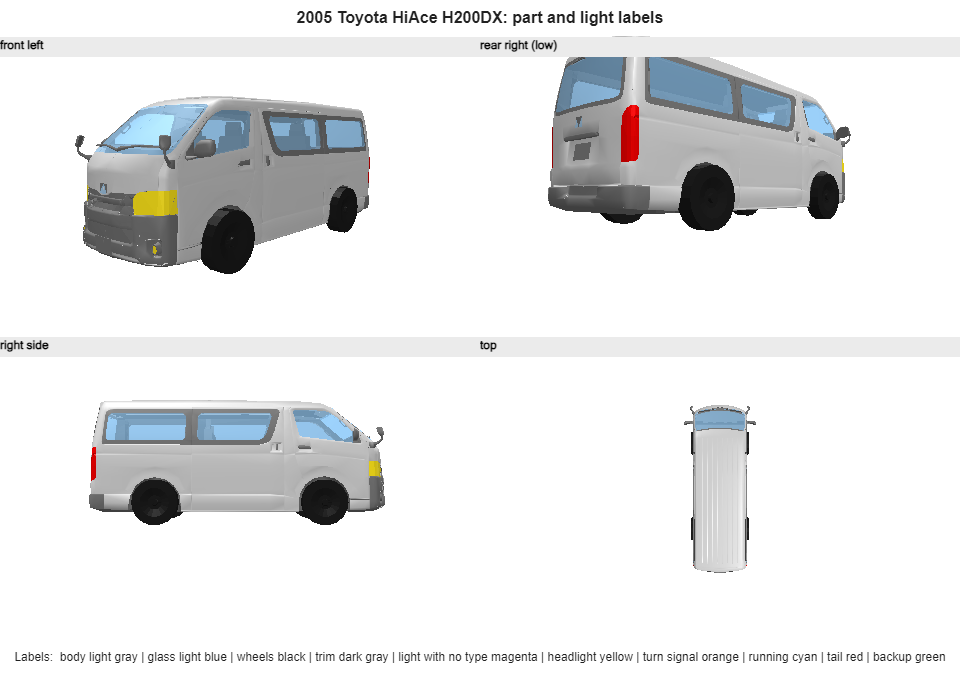 2005 Toyota HiAce H200DX: part and light labels
front left
rear right (low)
right side
top
Labels:  body light gray | glass light blue | wheels black | trim dark gray | light with no type magenta | headlight yellow | turn signal orange | running cyan | tail red | backup green